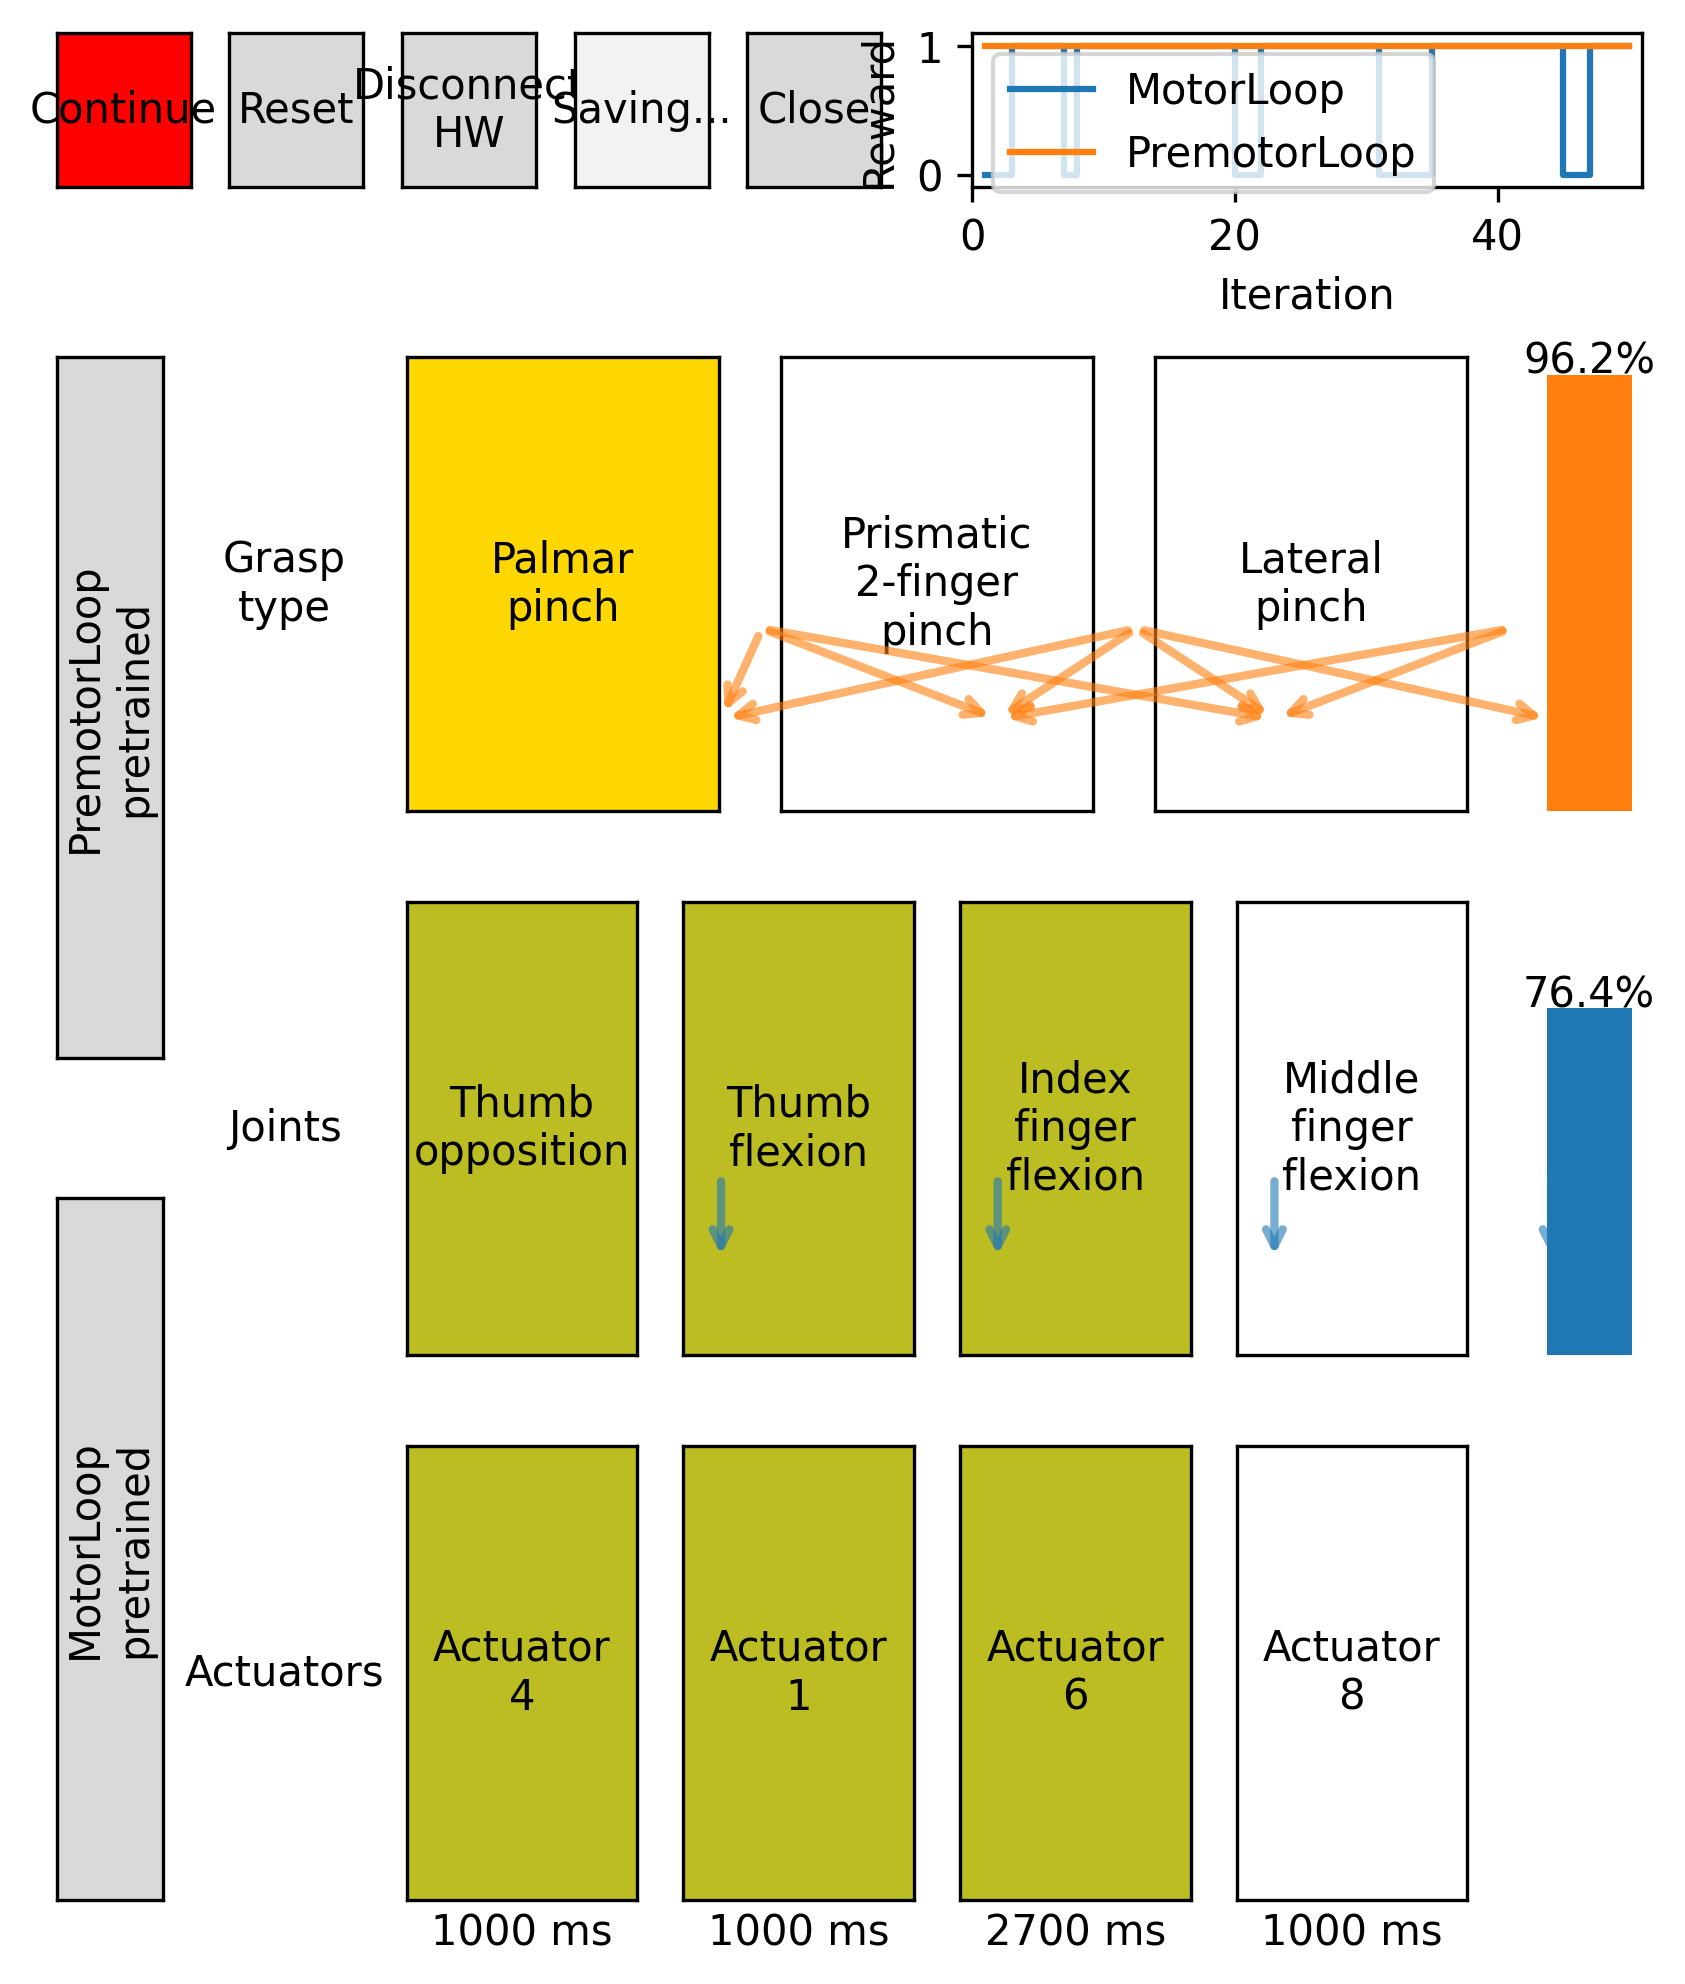 Continue
Reset
Disconnect
HW
Saving...
Close
Reward
1
0
MotorLoop
PremotorLoop
0
20
40
Iteration
PremotorLoop
pretrained
Grasp
type
Palmar
pinch
Prismatic
2-finger
pinch
Lateral
pinch
96.2%
Joints
Thumb
opposition
Thumb
flexion
Index
finger
flexion
Middle
finger
flexion
76.4%
MotorLoop
pretrained
Actuators
Actuator
4
Actuator
1
Actuator
6
Actuator
8
1000 ms
1000 ms
2700 ms
1000 ms